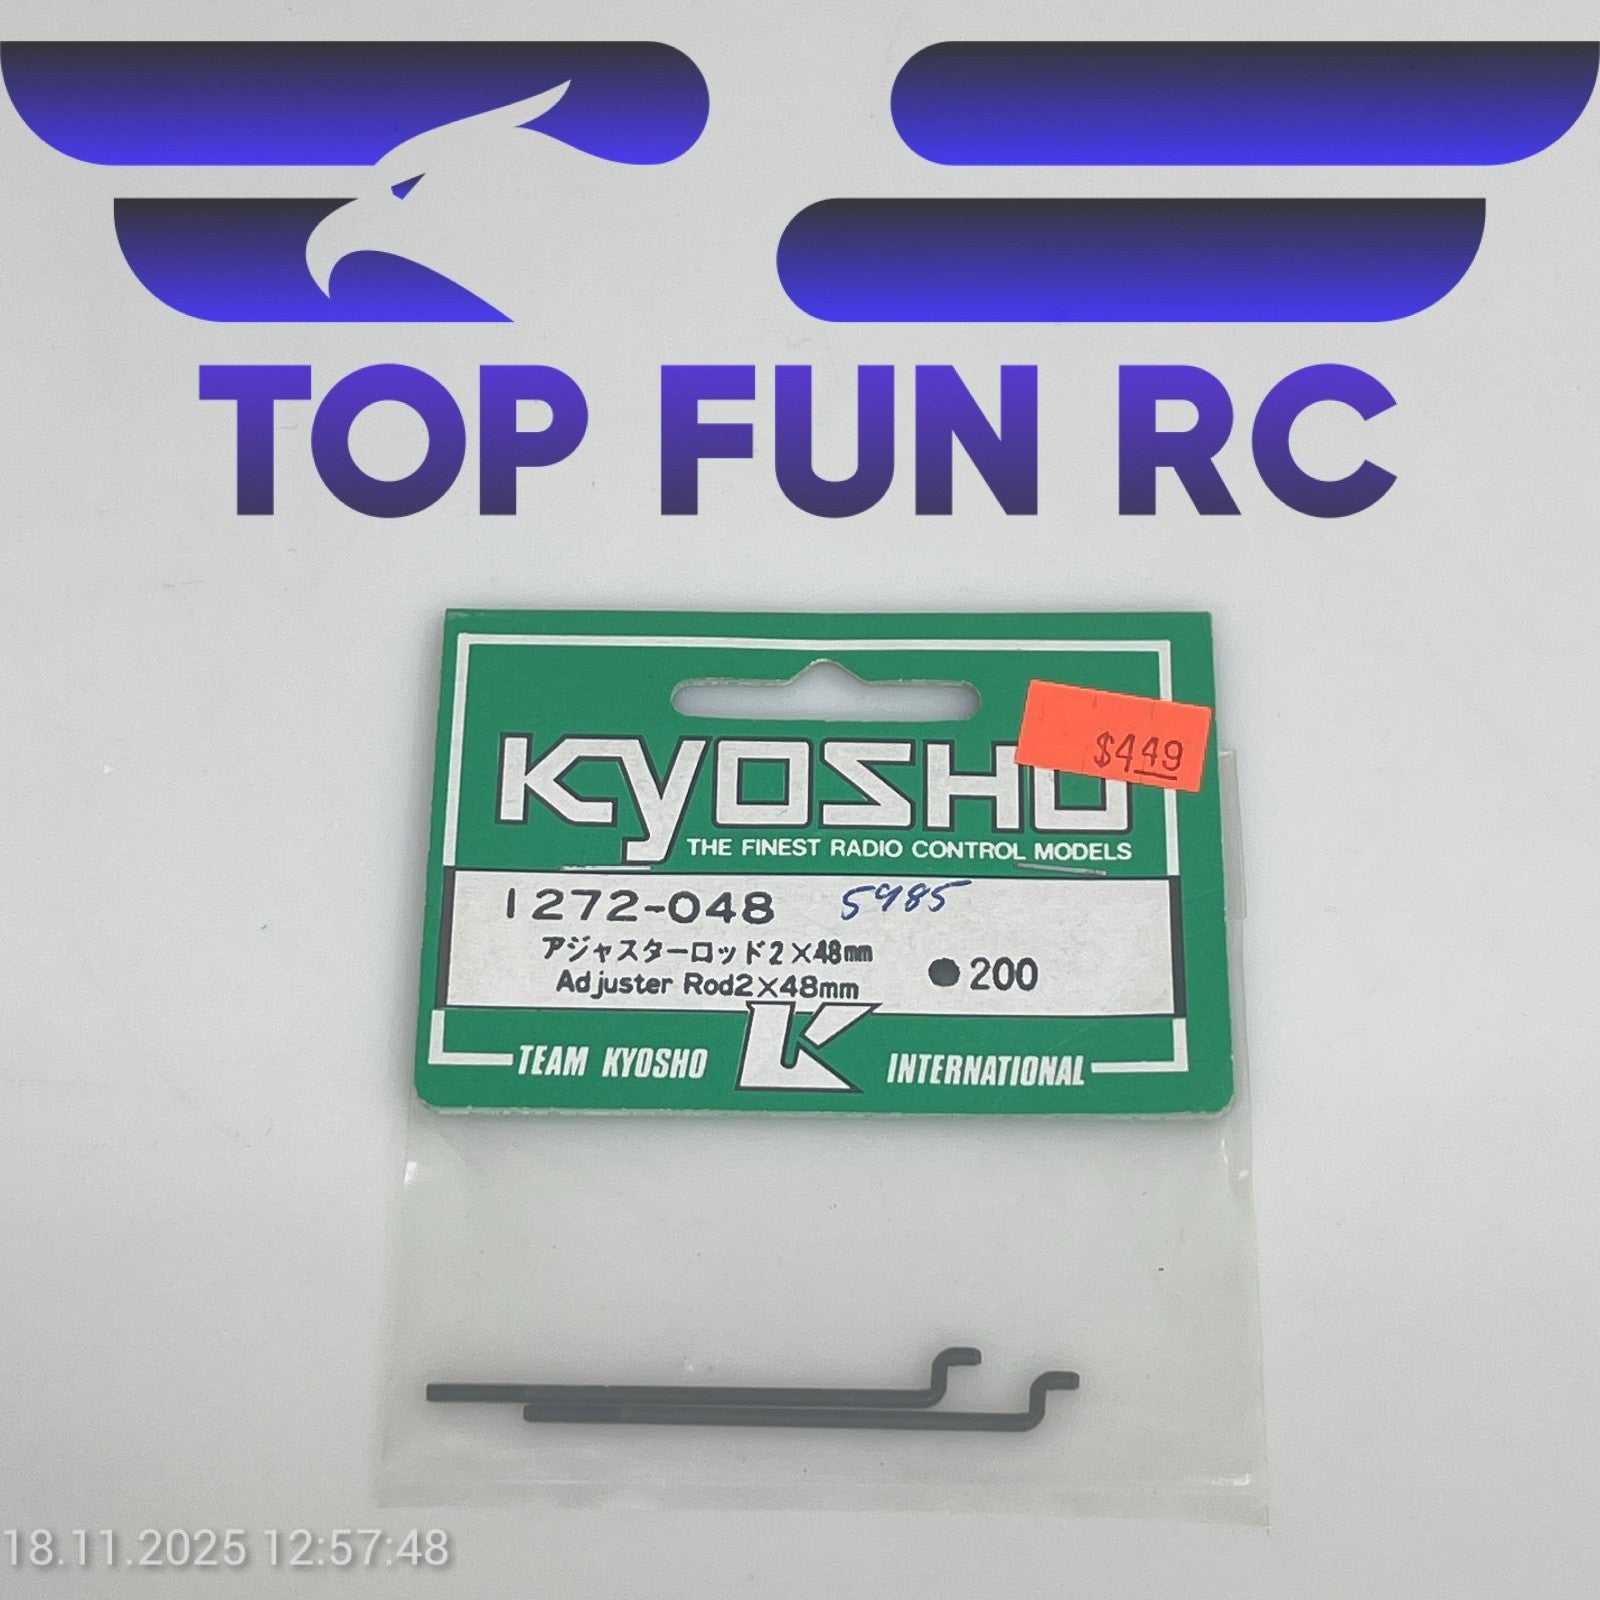 TOP FUN RC
$4.49
KYOSHO
THE FINEST RADIO CONTROL MODELS
1272-048 5985
アジャスターロッド2×48mm
Adjuster Rod2×48mm
●200
TEAM KYOSHO K INTERNATIONAL
18.11.2025 12:57:48